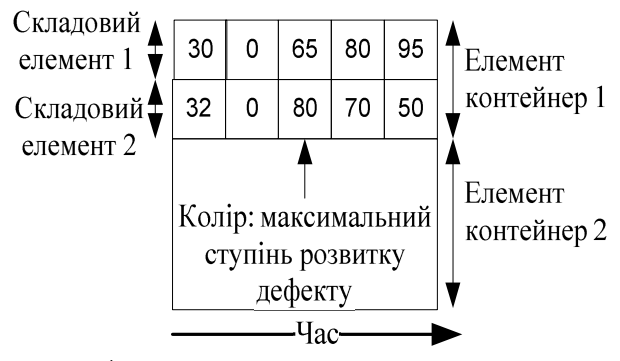 Складовий
елемент 1
30 0 65 80 95
Складовий
елемент 2
32 0 80 70 50
Елемент
контейнер 1
Елемент
контейнер 2
Колір: максимальний
ступінь розвитку
дефекту
Час